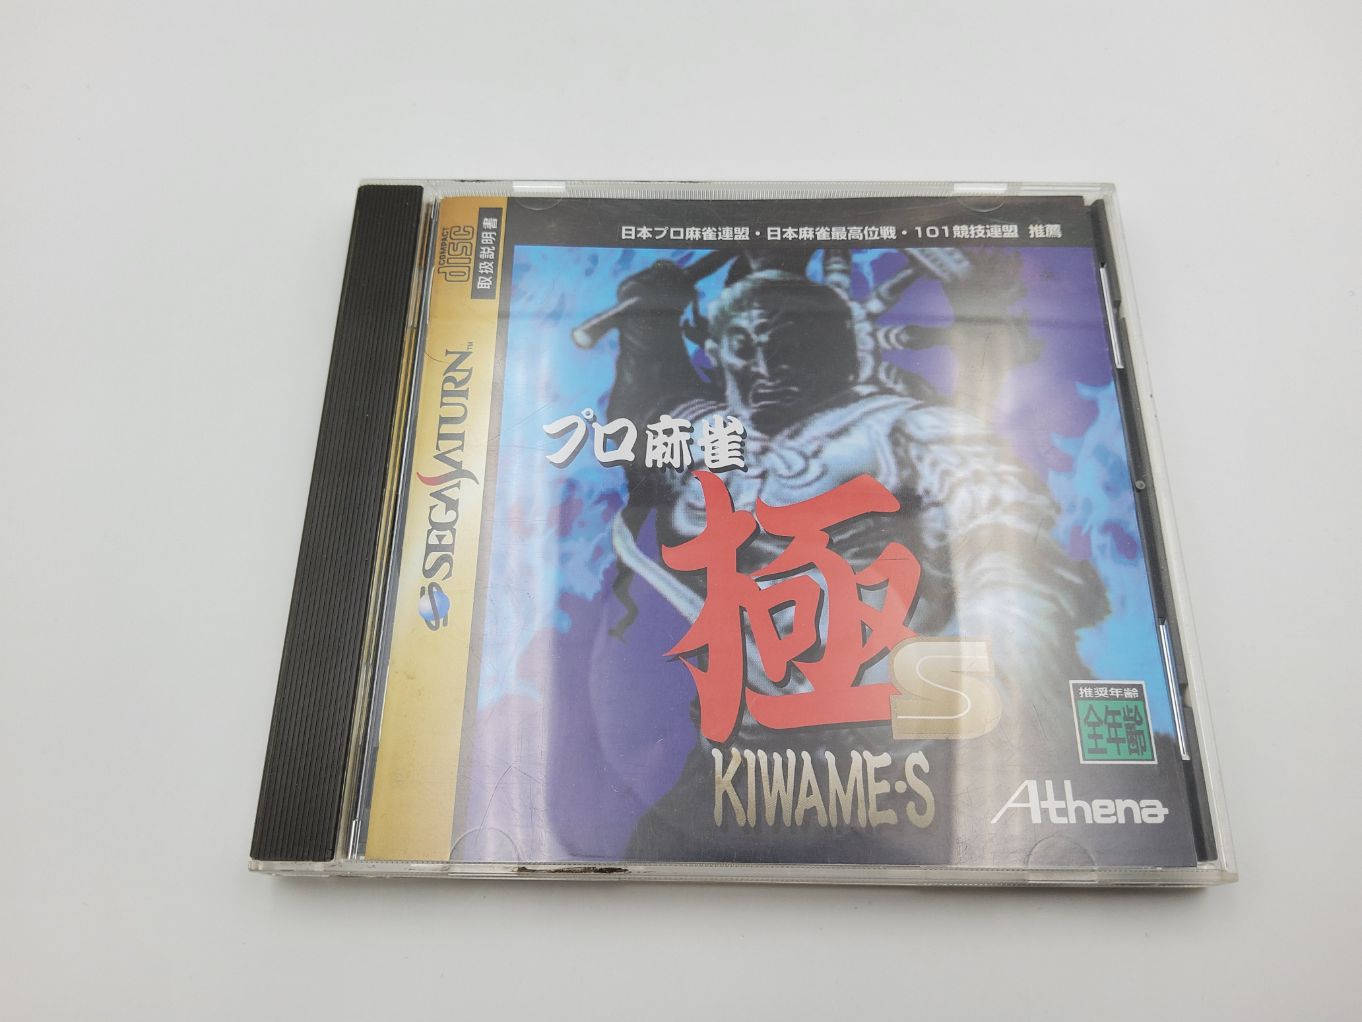 日本プロ麻雀連盟・日本麻雀最高位戦・101競技連盟 推薦
COMPACT
disc
取扱説明書
SEGA SATURN™
プロ麻雀
極
S
KIWAME・S
推奨年齢
全年齢
Athena